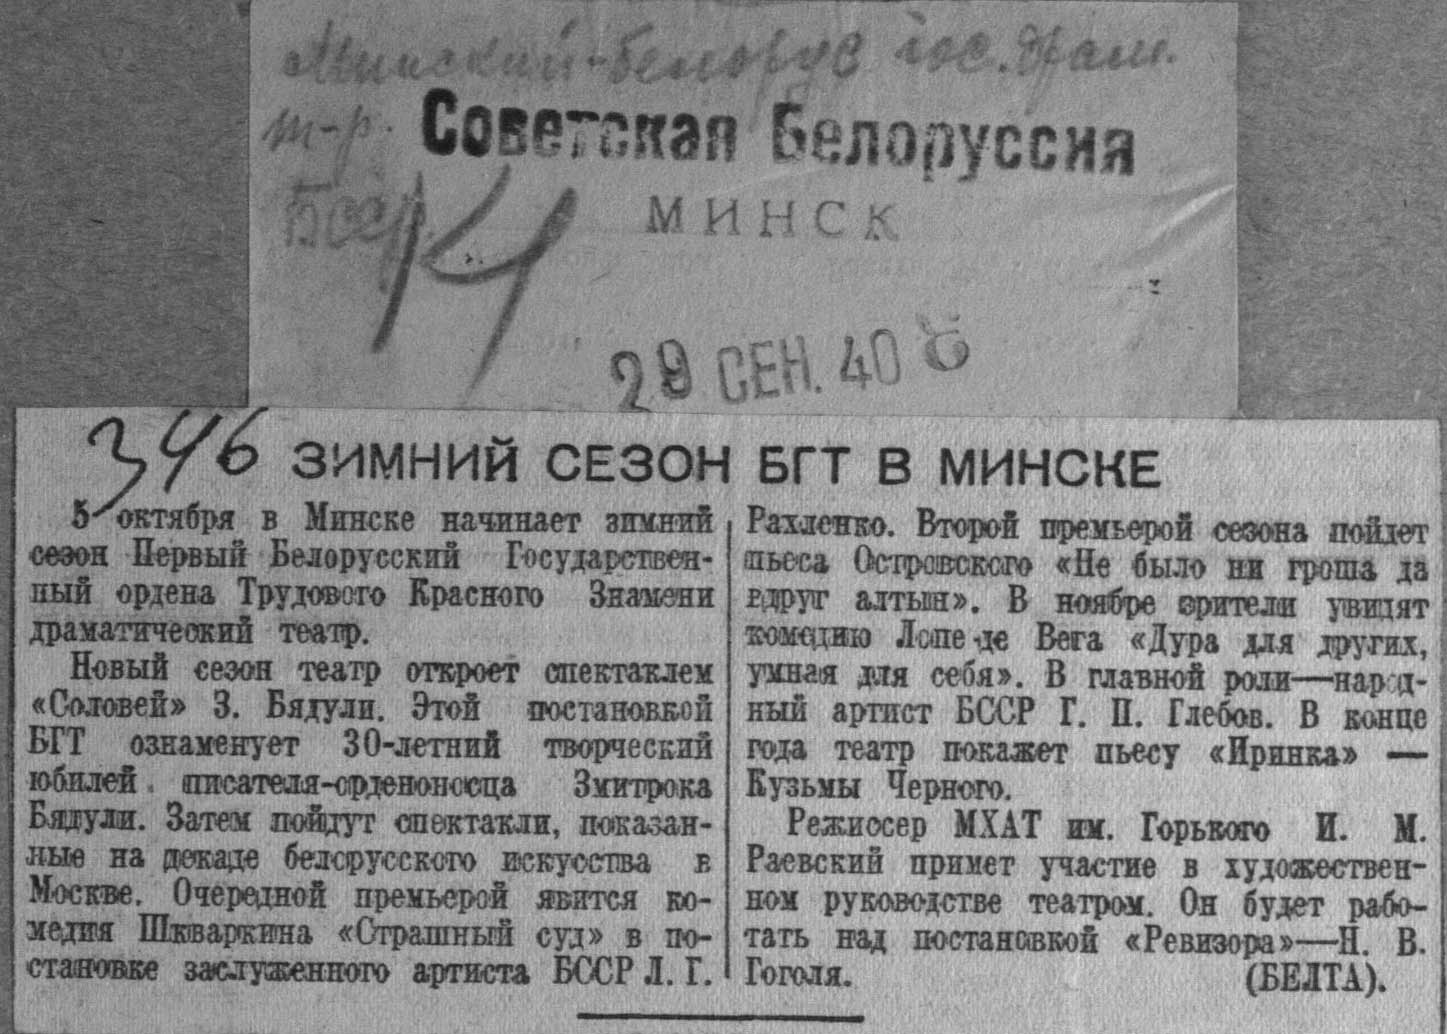 Минский-белорус гос. драм.
т-р.
БССР
Советская Белоруссия
МИНСК
29 СЕН. 40
346
ЗИМНИЙ СЕЗОН БГТ В МИНСКЕ
5 октября в Минске начинает зимний
сезон Первый Белорусский Государствен-
ный ордена Трудового Красного Знамени
драматический театр.
Новый сезон театр откроет спектаклем
«Соловей» З. Бядули. Этой постановкой
БГТ ознаменует 30-летний творческий
юбилей писателя-орденоносца Змитрока
Бядули. Затем пойдут спектакли, показан-
ные на декаде белорусского искусства в
Москве. Очередной премьерой явится ко-
медия Шкваркина «Страшный суд» в по-
становке заслуженного артиста БССР Л. Г.
Рахленко. Второй премьерой сезона пойдет
пьеса Островского «Не было ни гроша да
вдруг алтын». В ноябре зрители увидят
комедию Лопе де Вега «Дура для других,
умная для себя». В главной роли—народ-
ный артист БССР Г. П. Глебов. В конце
года театр покажет пьесу «Иринка» —
Кузьмы Черного.
Режиссер МХАТ им. Горького И. М.
Раевский примет участие в художествен-
ном руководстве театром. Он будет рабо-
тать над постановкой «Ревизора»—Н. В.
Гоголя.
(БЕЛТА).